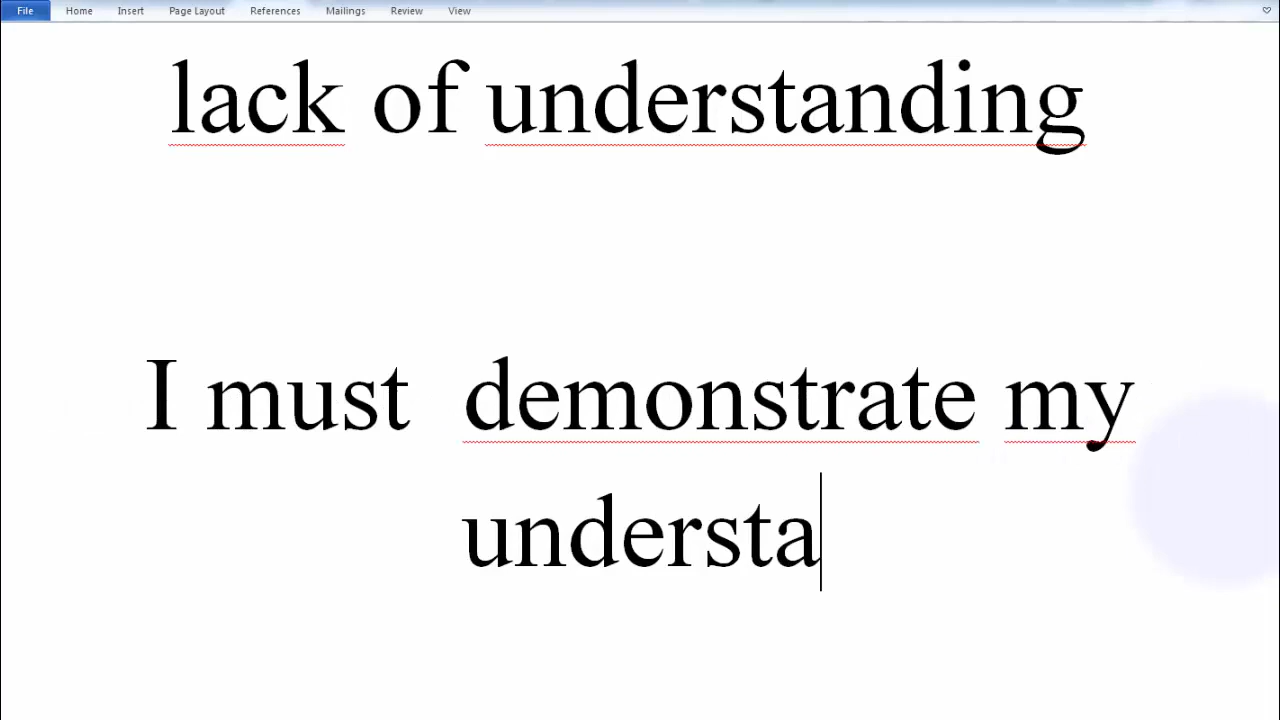 File Home Insert Page Layout References Mailings Review View
lack of understanding
I must  demonstrate my
understa